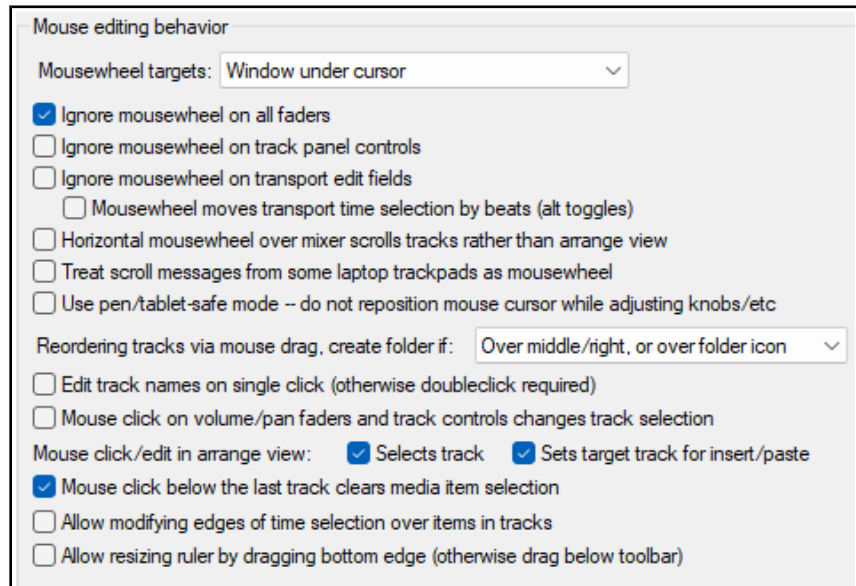 Mouse editing behavior
Mousewheel targets: Window under cursor
Ignore mousewheel on all faders
Ignore mousewheel on track panel controls
Ignore mousewheel on transport edit fields
Mousewheel moves transport time selection by beats (alt toggles)
Horizontal mousewheel over mixer scrolls tracks rather than arrange view
Treat scroll messages from some laptop trackpads as mousewheel
Use pen/tablet-safe mode -- do not reposition mouse cursor while adjusting knobs/etc
Reordering tracks via mouse drag, create folder if: Over middle/right, or over folder icon
Edit track names on single click (otherwise doubleclick required)
Mouse click on volume/pan faders and track controls changes track selection
Mouse click/edit in arrange view: Selects track Sets target track for insert/paste
Mouse click below the last track clears media item selection
Allow modifying edges of time selection over items in tracks
Allow resizing ruler by dragging bottom edge (otherwise drag below toolbar)